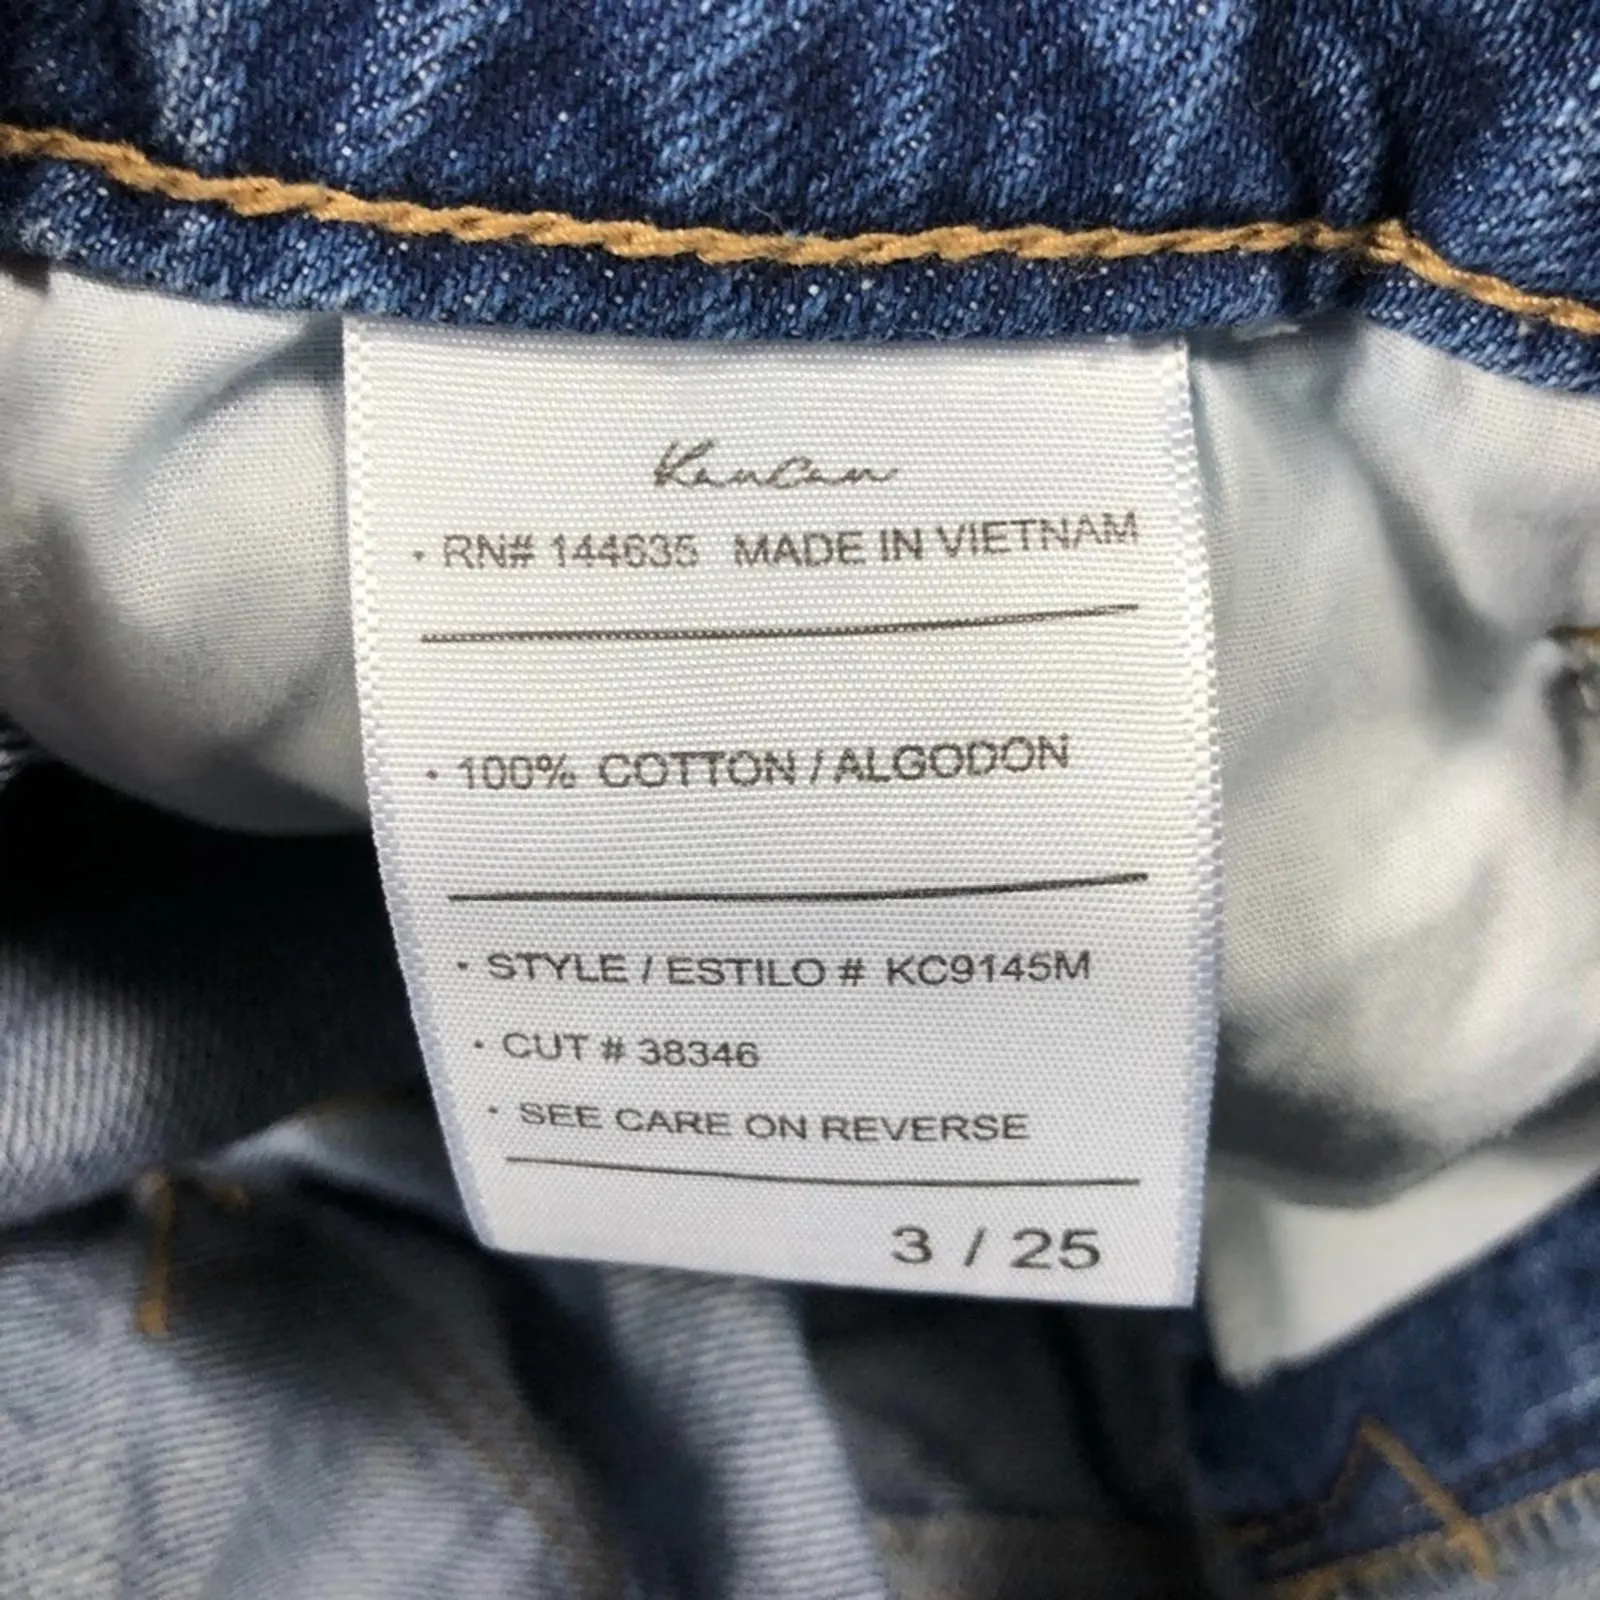 KanCan
· RN# 144635 MADE IN VIETNAM
· 100% COTTON / ALGODON
· STYLE / ESTILO # KC9145M
· CUT # 38346
· SEE CARE ON REVERSE
3 / 25